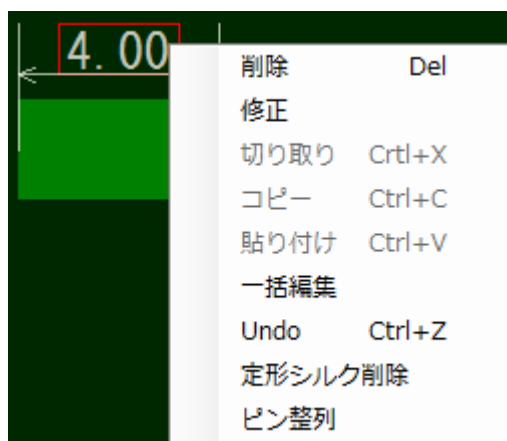 4.00
削除 Del
修正
切り取り Crtl+X
コピー Ctrl+C
貼り付け Ctrl+V
一括編集
Undo Ctrl+Z
定形シルク削除
ピン整列